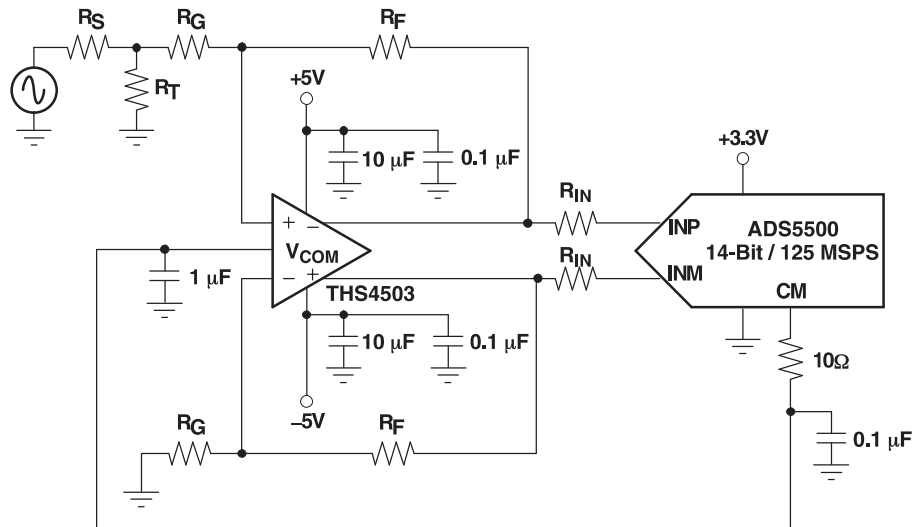 RS RG RF
RT
+5V
10 μF 0.1 μF
+3.3V
RIN
+ −
INP ADS5500
VCOM
14-Bit / 125 MSPS
RIN
INM
− +
1 μF
THS4503
CM
10 μF 0.1 μF
10Ω
−5V
RG RF
0.1 μF